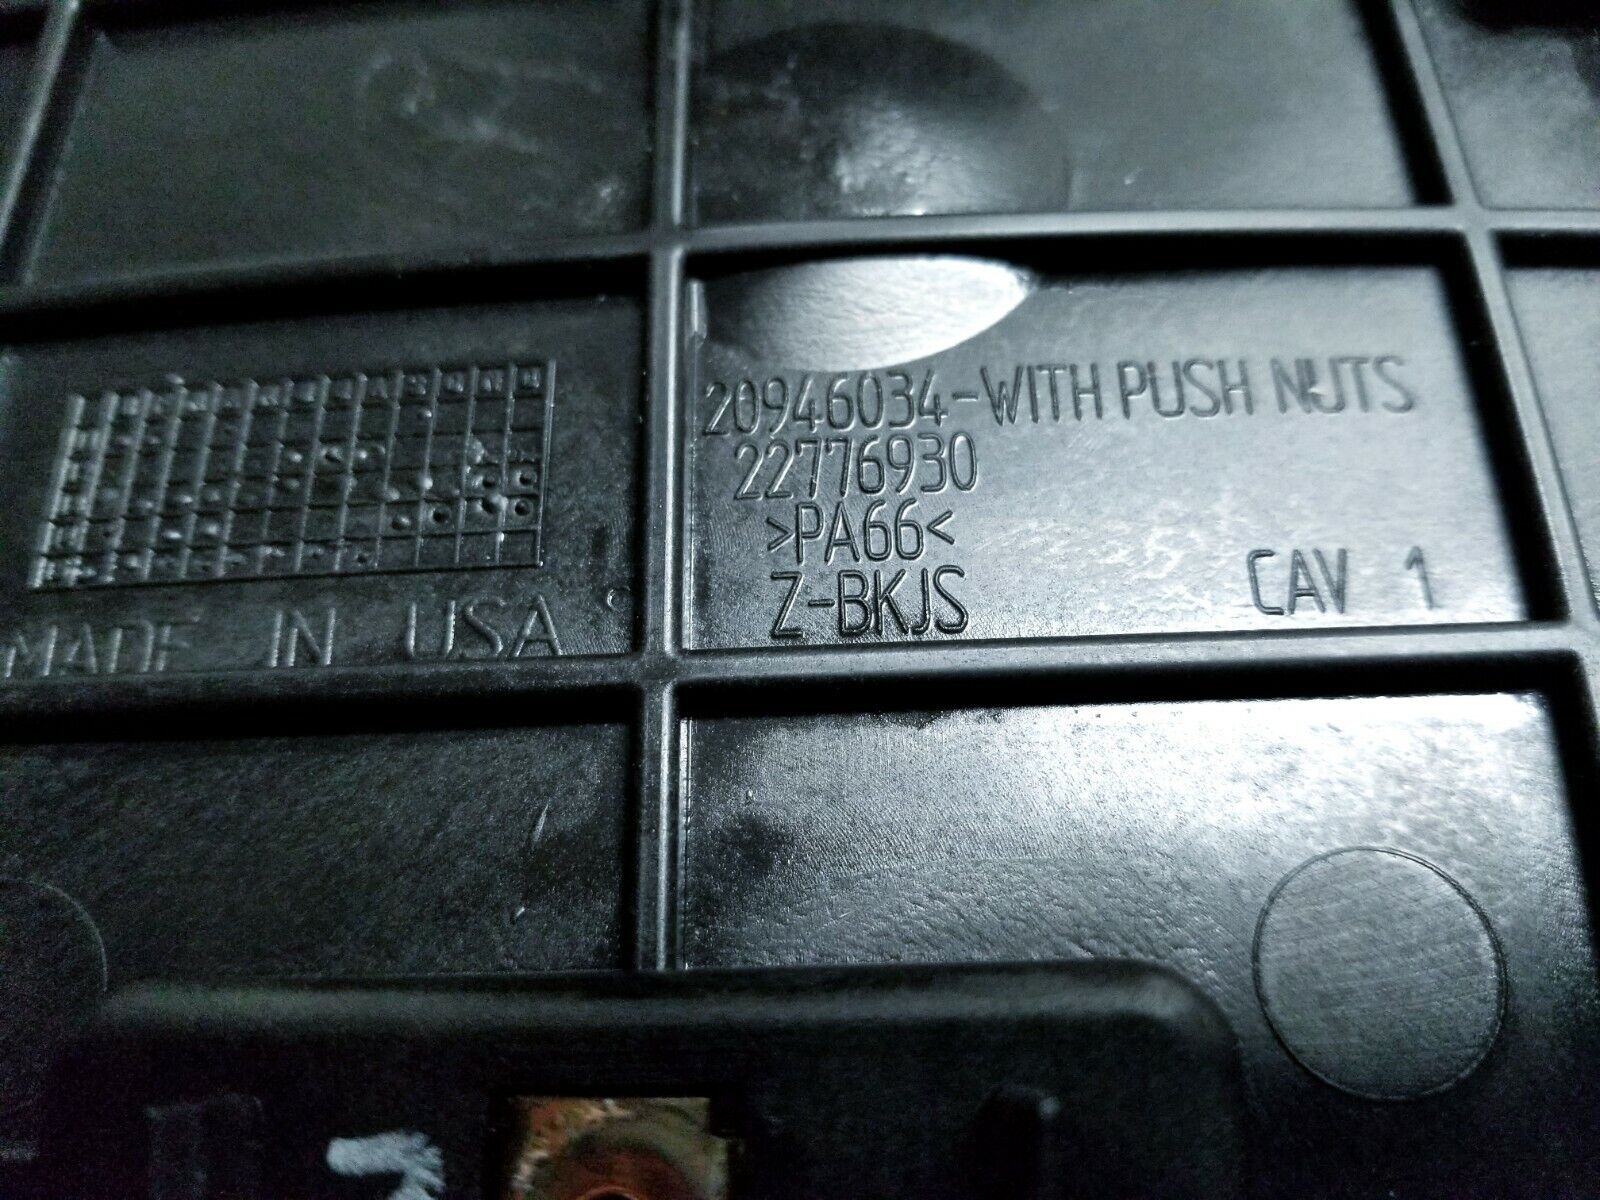 20946034-WITH PUSH NUTS
22776930
>PA66<
Z-BKJS
CAV 1
MADE IN USA